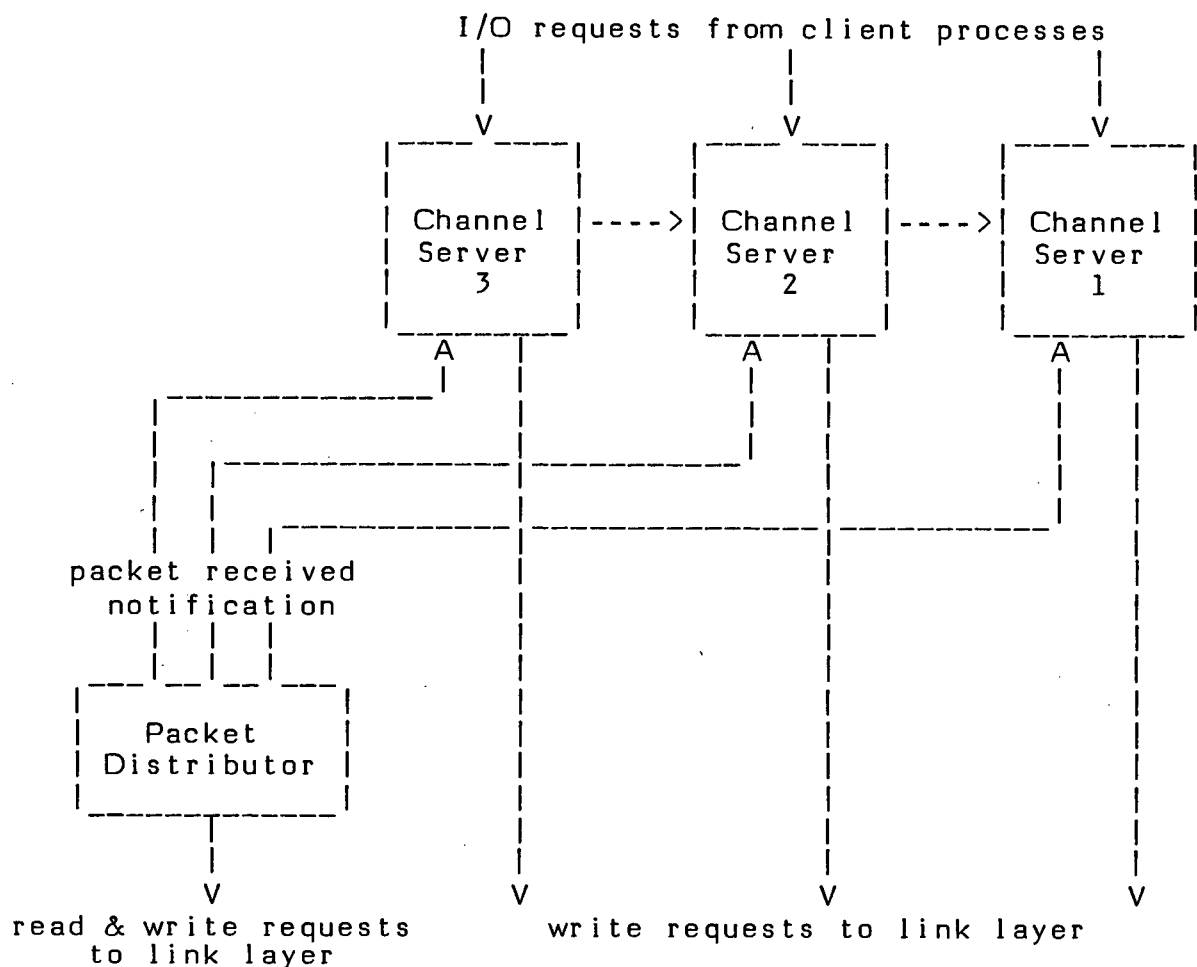 I/O requests from client processes
Channel
Server
3
Channel
Server
2
Channel
Server
1
packet received
notification
Packet
Distributor
read & write requests
to link layer
write requests to link layer